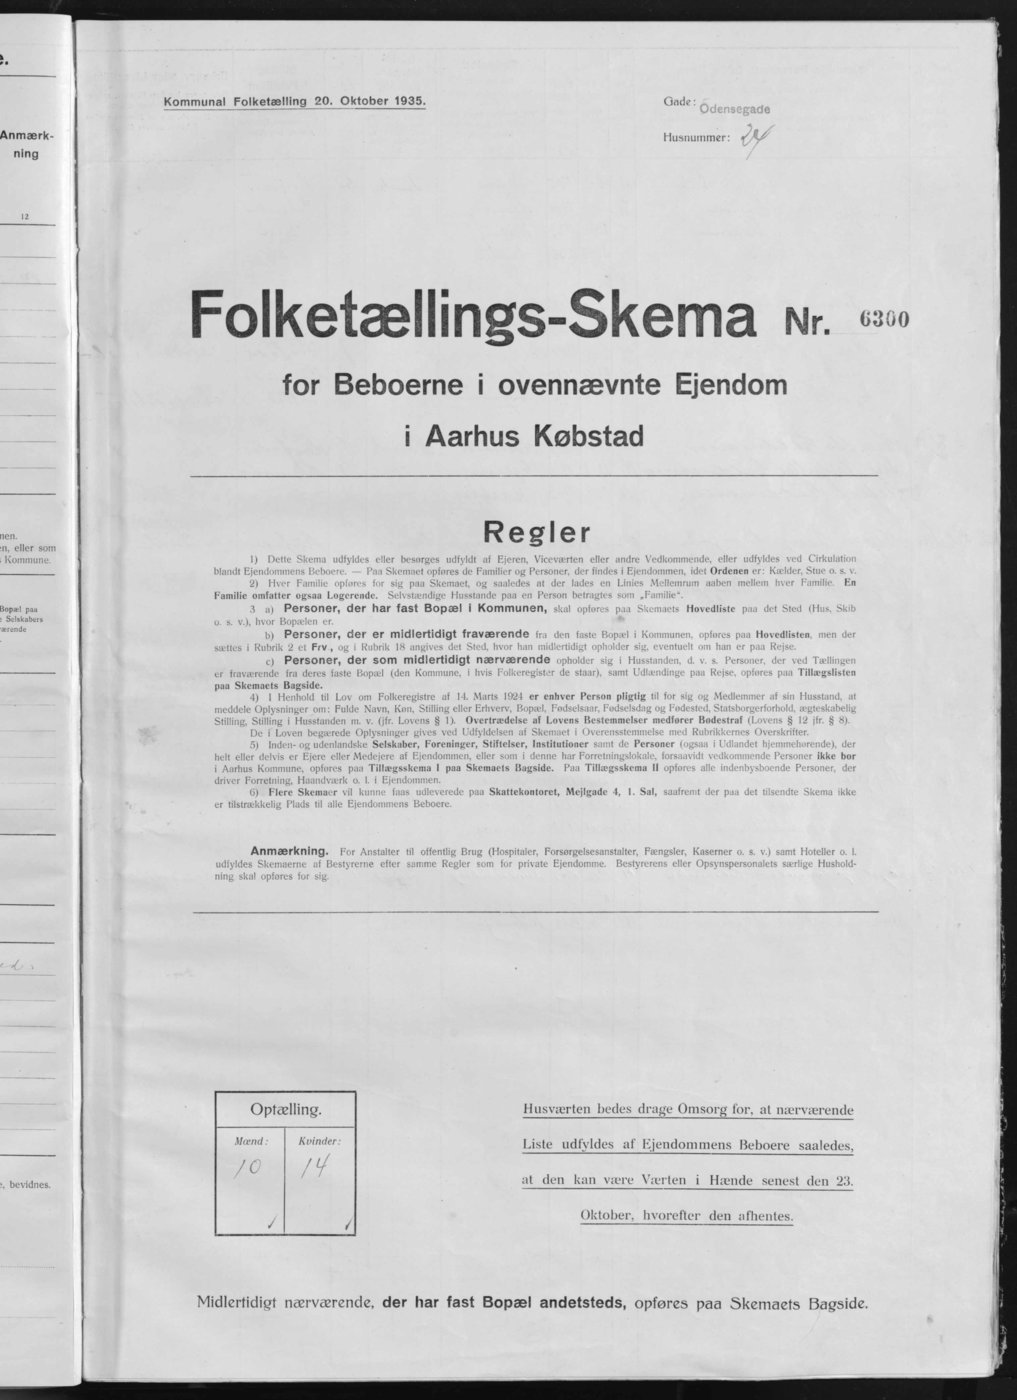 e.
Anmærk-
ning
12
nen.
en, eller som
s Kommune.
Bopæl paa
e Selskabers
værende
ed.
e, bevidnes.
Kommunal Folketælling 20. Oktober 1935.
Gade: Odensegade
Husnummer: 24
Folketællings-Skema Nr. 6300
for Beboerne i ovennævnte Ejendom
i Aarhus Købstad
Regler
1) Dette Skema udfyldes eller besørges udfyldt af Ejeren, Viceværten eller andre Vedkommende, eller udfyldes ved Cirkulation
blandt Ejendommens Beboere. — Paa Skemaet opføres de Familier og Personer, der findes i Ejendommen, idet Ordenen er: Kælder, Stue o. s. v.
2) Hver Familie opføres for sig paa Skemaet, og saaledes at der lades en Linies Mellemrum aaben mellem hver Familie. En
Familie omfatter ogsaa Logerende. Selvstændige Husstande paa en Person betragtes som „Familie“.
3 a) Personer, der har fast Bopæl i Kommunen, skal opføres paa Skemaets Hovedliste paa det Sted (Hus, Skib
o. s. v.), hvor Bopælen er.
b) Personer, der er midlertidigt fraværende fra den faste Bopæl i Kommunen, opføres paa Hovedlisten, men der
sættes i Rubrik 2 et Frv., og i Rubrik 18 angives det Sted, hvor han midlertidigt opholder sig, eventuelt om han er paa Rejse.
c) Personer, der som midlertidigt nærværende opholder sig i Husstanden, d. v. s. Personer, der ved Tællingen
er fraværende fra deres faste Bopæl (den Kommune, i hvis Folkeregister de staar), samt Udlændinge paa Rejse, opføres paa Tillægslisten
paa Skemaets Bagside.
4) I Henhold til Lov om Folkeregistre af 14. Marts 1924 er enhver Person pligtig til for sig og Medlemmer af sin Husstand, at
meddele Oplysninger om: Fulde Navn, Køn, Stilling eller Erhverv, Bopæl, Fødselsaar, Fødselsdag og Fødested, Statsborgerforhold, ægteskabelig
Stilling, Stilling i Husstanden m. v. (jfr. Lovens § 1). Overtrædelse af Lovens Bestemmelser medfører Bødestraf (Lovens § 12 jfr. § 8).
De i Loven begærede Oplysninger gives ved Udfyldelsen af Skemaet i Overensstemmelse med Rubrikkernes Overskrifter.
5) Inden- og udenlandske Selskaber, Foreninger, Stiftelser, Institutioner samt de Personer (ogsaa i Udlandet hjemmehørende), der
helt eller delvis er Ejere eller Medejere af Ejendommen, eller som i denne har Forretningslokale, forsaavidt vedkommende Personer ikke bor
i Aarhus Kommune, opføres paa Tillægsskema I paa Skemaets Bagside. Paa Tillægsskema II opføres alle indenbysboende Personer, der
driver Forretning, Haandværk o. l. i Ejendommen.
6) Flere Skemaer vil kunne faas udleverede paa Skattekontoret, Mejlgade 4, 1. Sal, saafremt der paa det tilsendte Skema ikke
er tilstrækkelig Plads til alle Ejendommens Beboere.
Anmærkning. For Anstalter til offentlig Brug (Hospitaler, Forsørgelsesanstalter, Fængsler, Kaserner o. s. v.) samt Hoteller o. l.
udfyldes Skemaerne af Bestyrerne efter samme Regler som for private Ejendomme. Bestyrerens eller Opsynspersonalets særlige Hushold-
ning skal opføres for sig.
Optælling.
Mænd: Kvinder:
10 14
Husværten bedes drage Omsorg for, at nærværende
Liste udfyldes af Ejendommens Beboere saaledes,
at den kan være Værten i Hænde senest den 23.
Oktober, hvorefter den afhentes.
Midlertidigt nærværende, der har fast Bopæl andetsteds, opføres paa Skemaets Bagside.